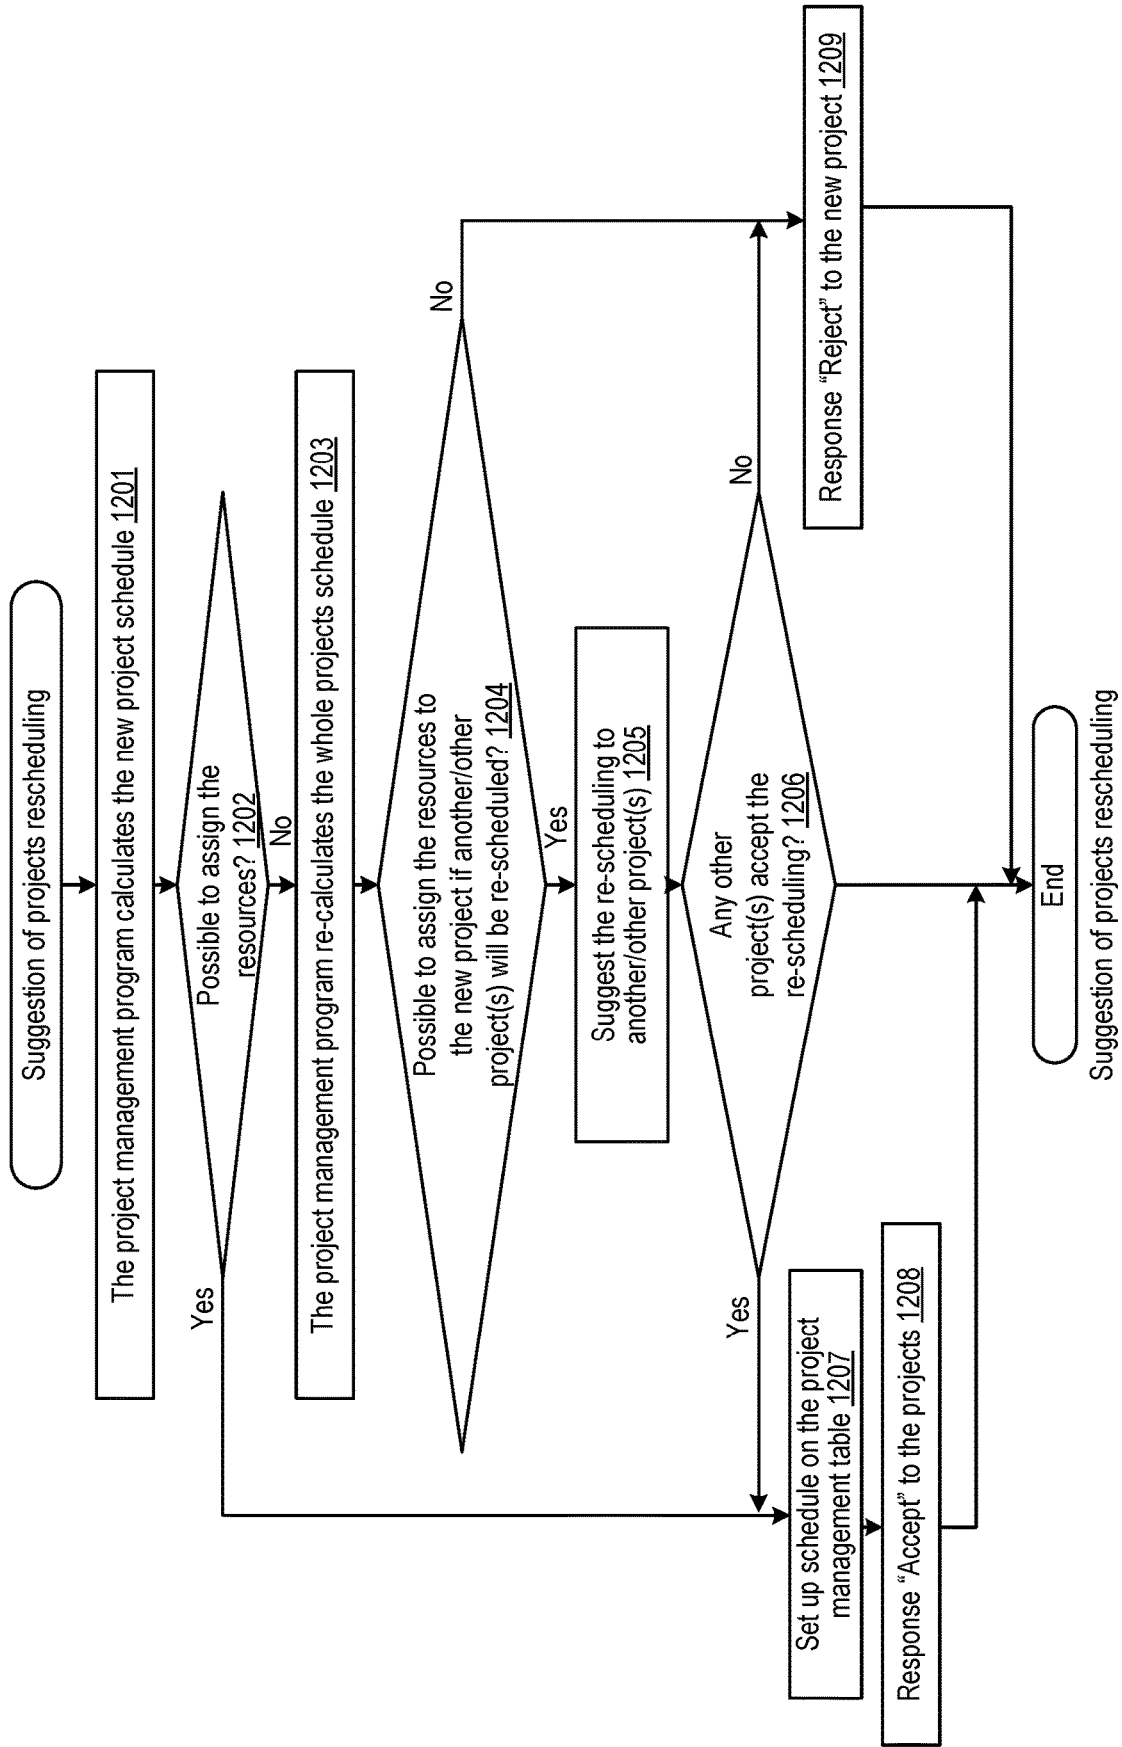 Suggestion of projects rescheduling
The project management program calculates the new project schedule 1201
Possible to assign the
resources? 1202
Yes
No
The project management program re-calculates the whole projects schedule 1203
Possible to assign the resources to
the new project if another/other
project(s) will be re-scheduled? 1204
No
Yes
Suggest the re-scheduling to
another/other project(s) 1205
Any other
project(s) accept the
re-scheduling? 1206
Yes
No
Set up schedule on the project
management table 1207
Response “Accept” to the projects 1208
Response “Reject” to the new project 1209
End
Suggestion of projects rescheduling